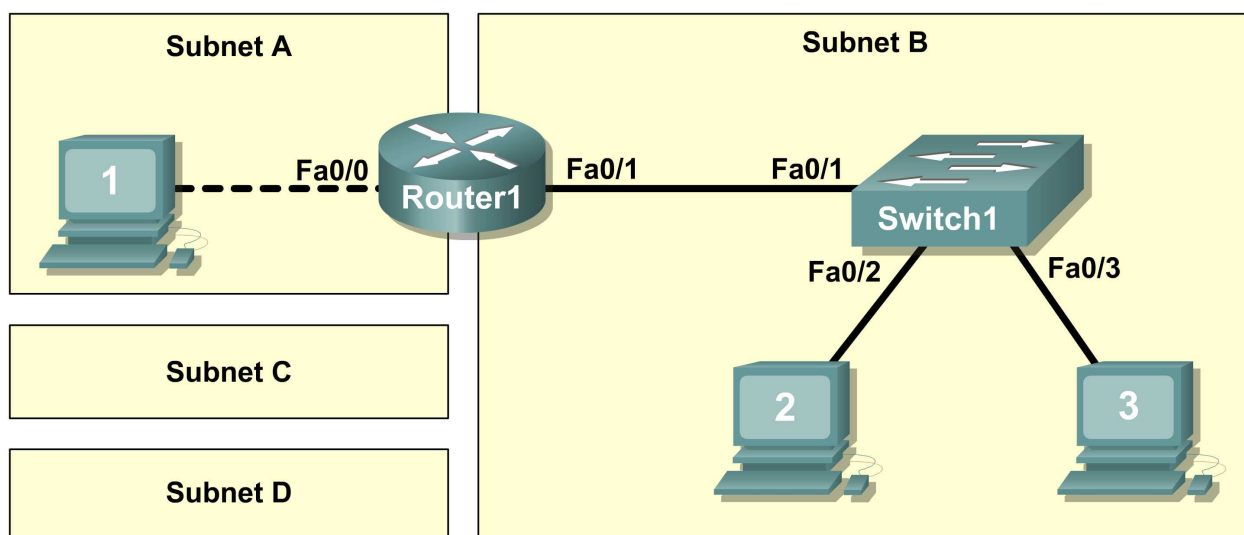 Subnet A
Subnet B
1
Fa0/0
Router1
Fa0/1
Fa0/1
Switch1
Fa0/2
Fa0/3
Subnet C
2
3
Subnet D